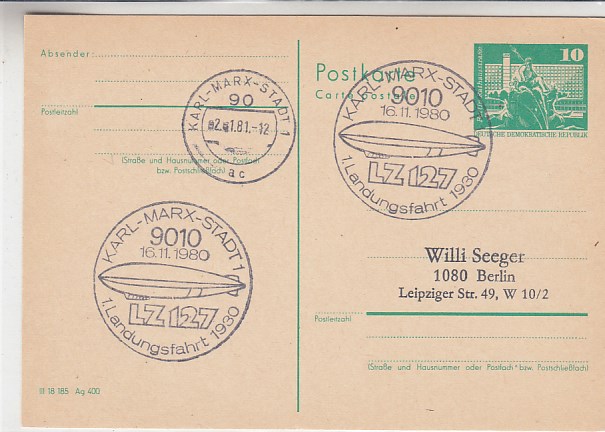 Absender:
Postleitzahl
(Straße und Hausnummer oder Postfach
bzw. Postschließfach)
KARL-MARX-STADT 1
90
1.81.-12
ac
KARL-MARX-STADT 1
9010
16.11.1980
LZ 127
1. Landungsfahrt 1930
III 18 185 Ag 400
Postkarte
Carte postale
10
DEUTSCHE DEMOKRATISCHE REPUBLIK
KARL-MARX-STADT 1
9010
16.11.1980
LZ 127
1. Landungsfahrt 1930
Willi Seeger
1080 Berlin
Leipziger Str. 49, W 10/2
Postleitzahl
(Straße und Hausnummer oder Postfach bzw. Postschließfach)